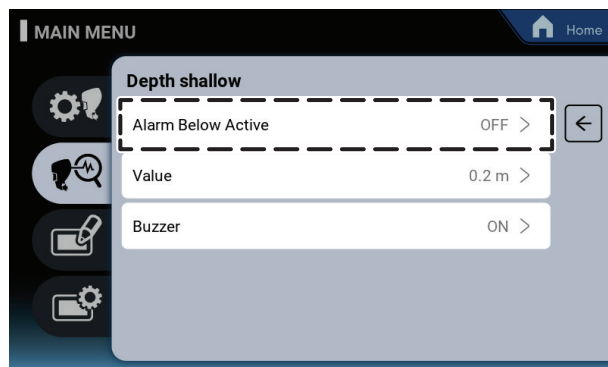 MAIN MENU
Home
Depth shallow
Alarm Below Active OFF
Value 0.2 m
Buzzer ON